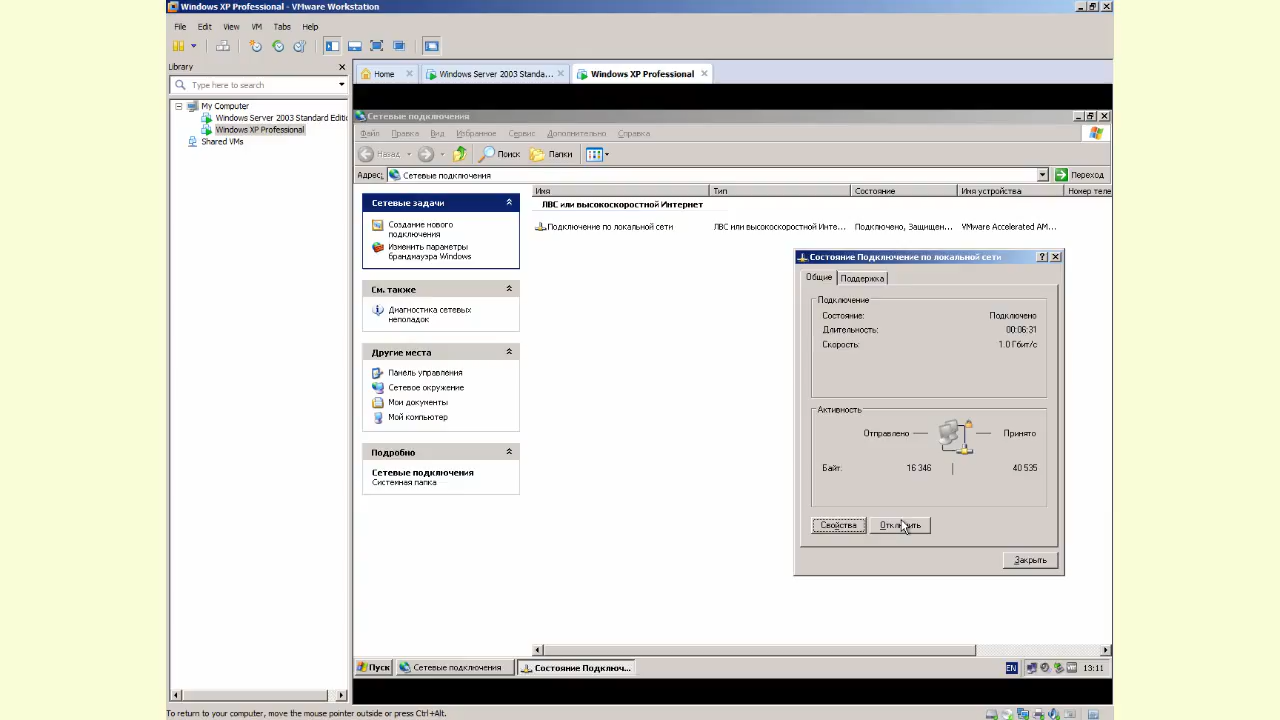 Windows XP Professional - VMware Workstation
File Edit View VM Tabs Help
Library
Type here to search
My Computer
Windows Server 2003 Standard Editio
Windows XP Professional
Shared VMs
Home
Windows Server 2003 Standa...
Windows XP Professional
Сетевые подключения
Файл Правка Вид Избранное Сервис Дополнительно Справка
Назад Поиск Папки
Адрес: Сетевые подключения Переход
Имя Тип Состояние Имя устройства Номер теле
Сетевые задачи
Создание нового
подключения
Изменить параметры
брандмауэра Windows
См. также
Диагностика сетевых
неполадок
Другие места
Панель управления
Сетевое окружение
Мои документы
Мой компьютер
Подробно
Сетевые подключения
Системная папка
ЛВС или высокоскоростной Интернет
Подключение по локальной сети ЛВС или высокоскоростной Инте... Подключено, Защищен... VMware Accelerated AM...
Состояние Подключение по локальной сети
Общие Поддержка
Подключение
Состояние: Подключено
Длительность: 00:06:31
Скорость: 1.0 Гбит/с
Активность
Отправлено — — Принято
Байт: 16 346 40 535
Свойства Отключить
Закрыть
Пуск Сетевые подключения Состояние Подключ... EN 13:11
To return to your computer, move the mouse pointer outside or press Ctrl+Alt.